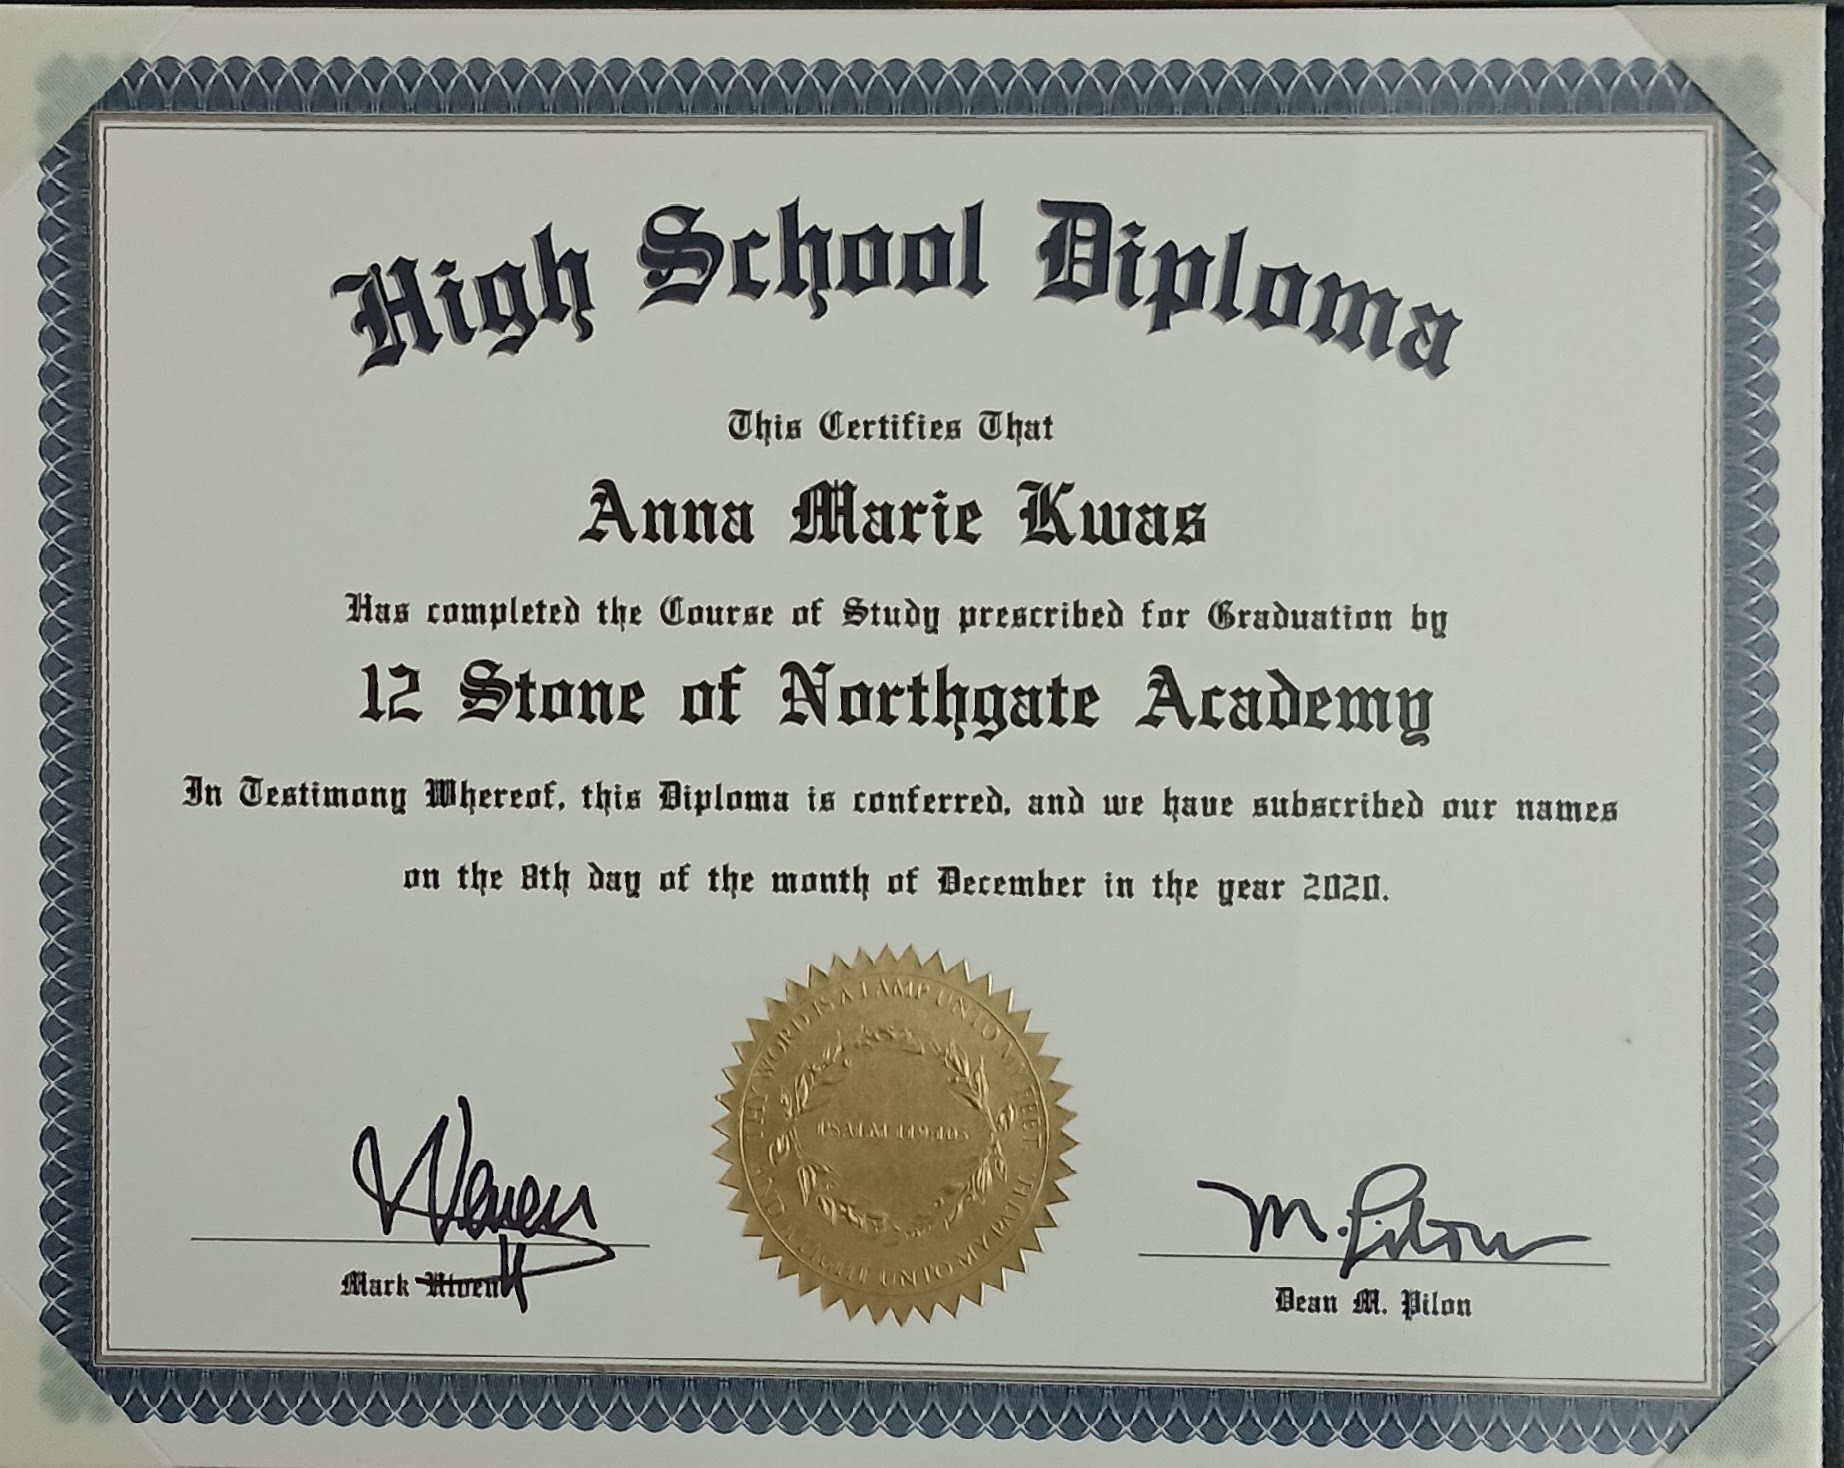 High School Diploma
This Certifies That
Anna Marie Kwas
Has completed the Course of Study prescribed for Graduation by
12 Stone of Northgate Academy
In Testimony Whereof, this Diploma is conferred, and we have subscribed our names
on the 8th day of the month of December in the year 2020.
THY WORD IS A LAMP UNTO MY FEET AND A LIGHT UNTO MY PATH
PSALM 119:105
M. Pilon
Mark
Dean M. Pilon